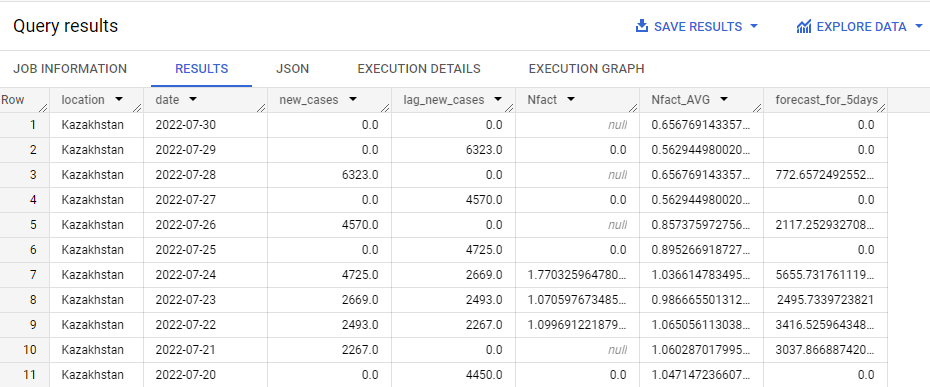 Query results SAVE RESULTS EXPLORE DATA
JOB INFORMATION RESULTS JSON EXECUTION DETAILS EXECUTION GRAPH
Row location date new_cases lag_new_cases Nfact Nfact_AVG forecast_for_5days
1 Kazakhstan 2022-07-30 0.0 0.0 null 0.656769143357... 0.0
2 Kazakhstan 2022-07-29 0.0 6323.0 0.0 0.562944980020... 0.0
3 Kazakhstan 2022-07-28 6323.0 0.0 null 0.656769143357... 772.6572492552...
4 Kazakhstan 2022-07-27 0.0 4570.0 0.0 0.562944980020... 0.0
5 Kazakhstan 2022-07-26 4570.0 0.0 null 0.857375972756... 2117.252932708...
6 Kazakhstan 2022-07-25 0.0 4725.0 0.0 0.895266918727... 0.0
7 Kazakhstan 2022-07-24 4725.0 2669.0 1.770325964780... 1.036614783495... 5655.731761119...
8 Kazakhstan 2022-07-23 2669.0 2493.0 1.070597673485... 0.986665501312... 2495.7339723821
9 Kazakhstan 2022-07-22 2493.0 2267.0 1.099691221879... 1.065056113038... 3416.525964348...
10 Kazakhstan 2022-07-21 2267.0 0.0 null 1.060287017995... 3037.866887420...
11 Kazakhstan 2022-07-20 0.0 4450.0 0.0 1.047147236607... 0.0